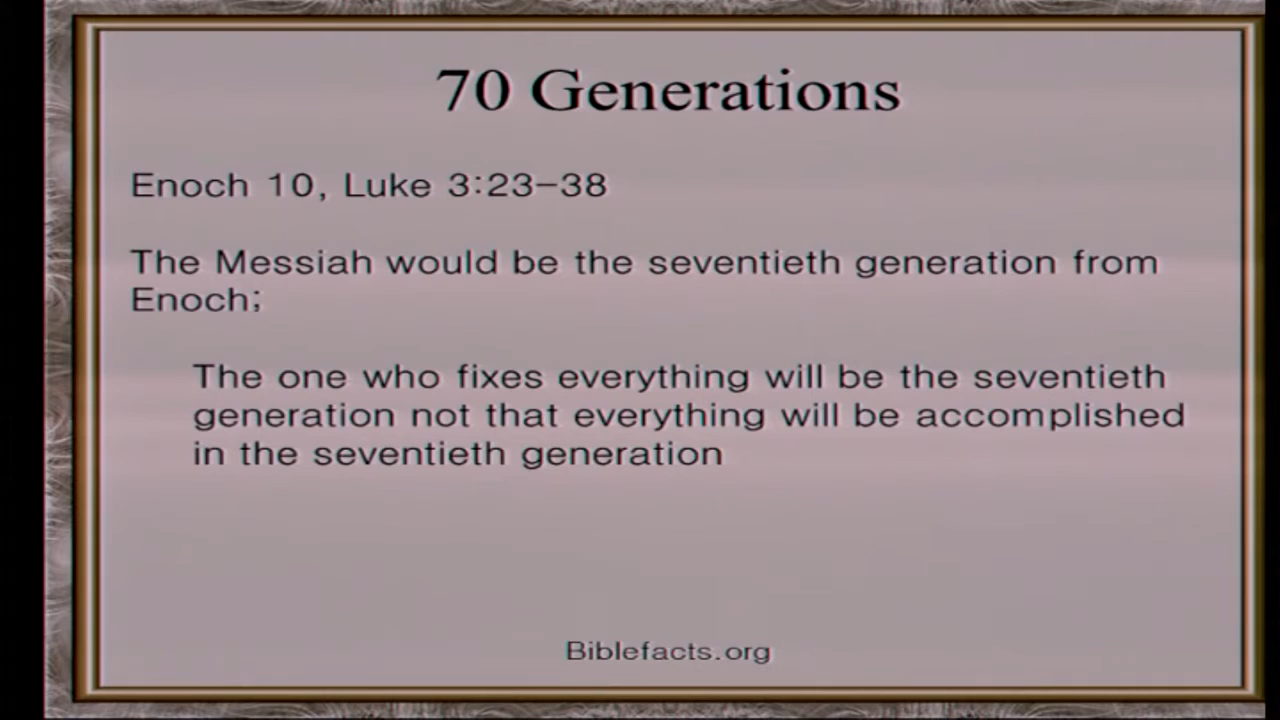 70 Generations
Enoch 10, Luke 3:23-38
The Messiah would be the seventieth generation from
Enoch;
The one who fixes everything will be the seventieth
generation not that everything will be accomplished
in the seventieth generation
Biblefacts.org